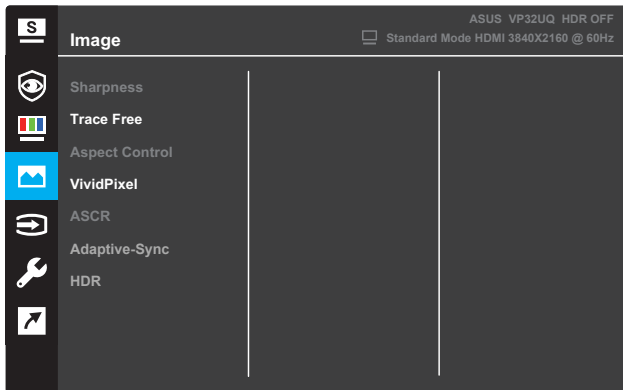 S
ASUS VP32UQ HDR OFF
Image
Standard Mode HDMI 3840X2160 @ 60Hz
Sharpness
Trace Free
Aspect Control
VividPixel
ASCR
Adaptive-Sync
HDR